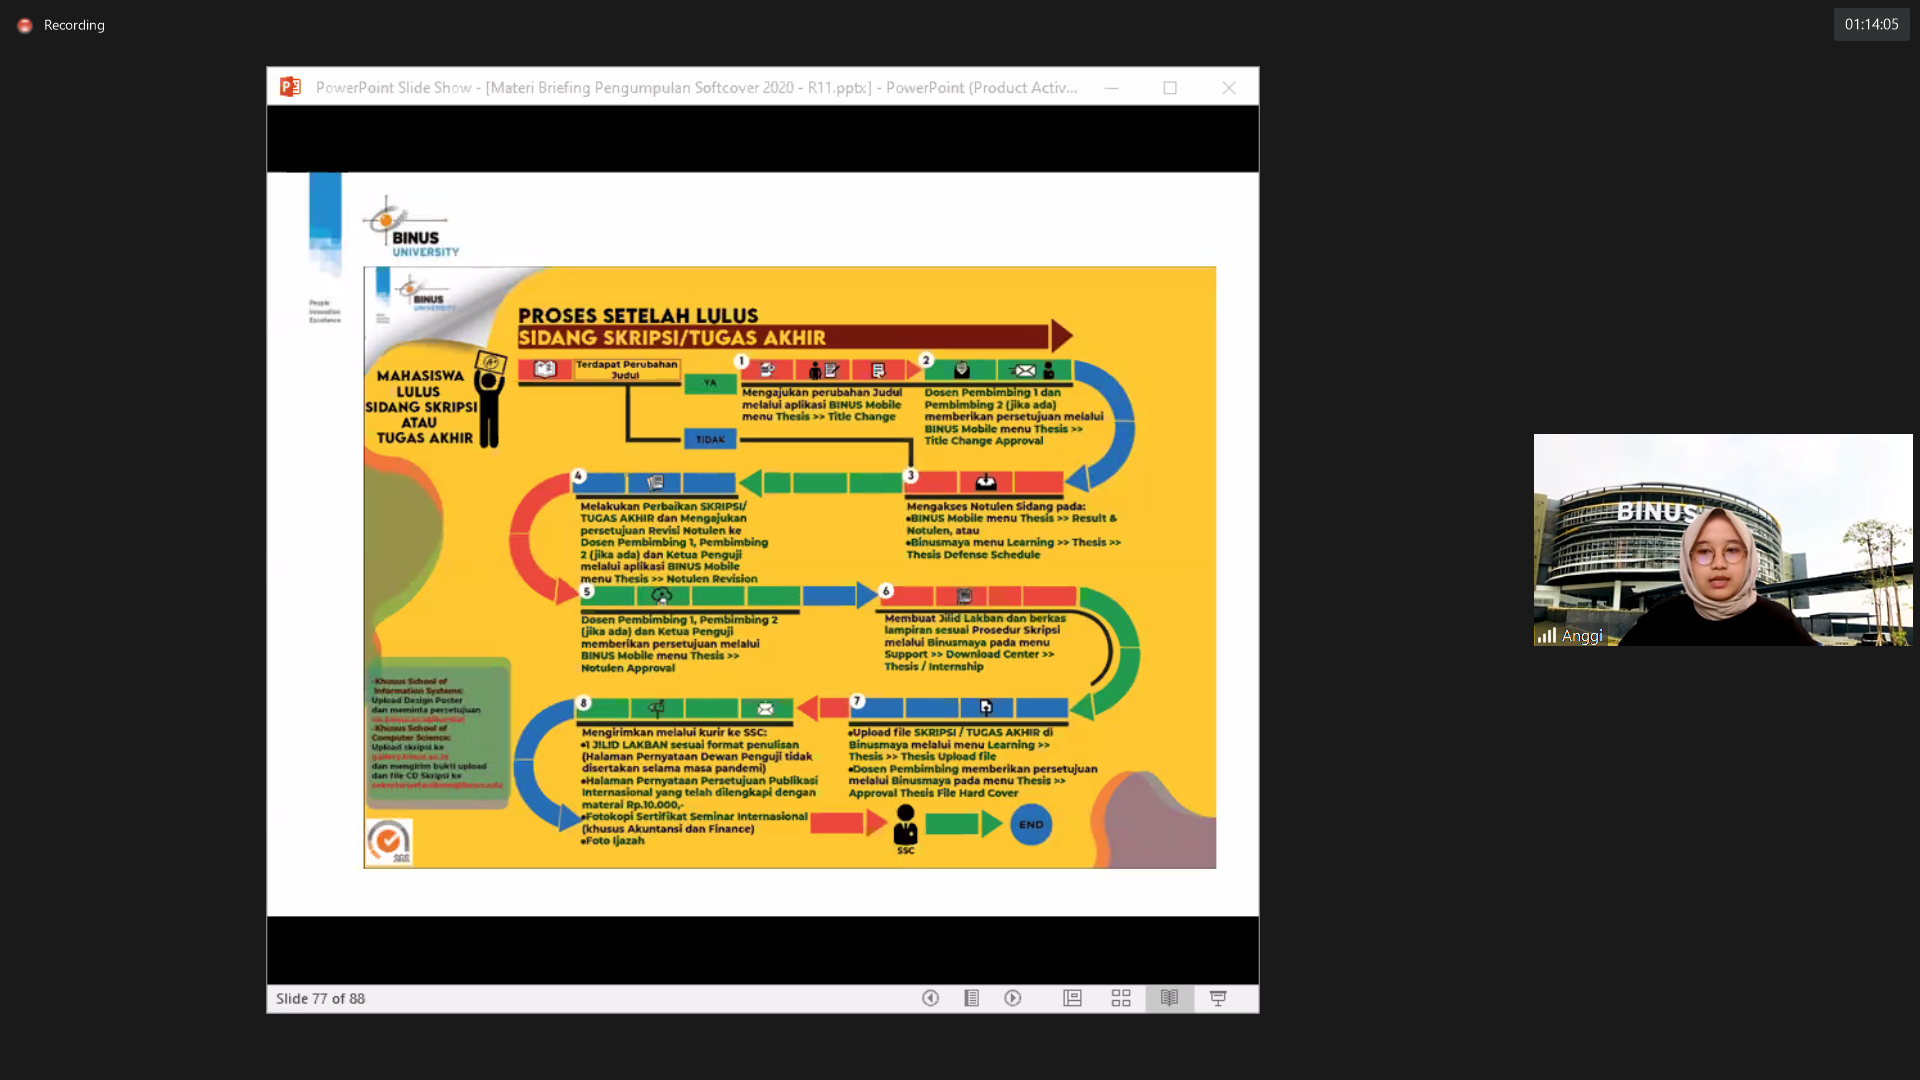 Recording
01:14:05
PowerPoint Slide Show - [Materi Briefing Pengumpulan Softcover 2020 - R11.pptx] - PowerPoint (Product Activ...
BINUS
UNIVERSITY
People
Innovation
Excellence
BINUS
UNIVERSITY
PROSES SETELAH LULUS
SIDANG SKRIPSI/TUGAS AKHIR
MAHASISWA
LULUS
SIDANG SKRIPSI
ATAU
TUGAS AKHIR
A+
Terdapat Perubahan
Judul
YA
TIDAK
1
Mengajukan perubahan Judul
melalui aplikasi BINUS Mobile
menu Thesis >> Title Change
2
Dosen Pembimbing 1 dan
Pembimbing 2 (jika ada)
memberikan persetujuan melalui
BINUS Mobile menu Thesis >>
Title Change Approval
3
Mengakses Notulen Sidang pada:
•BINUS Mobile menu Thesis >> Result &
Notulen, atau
•Binusmaya menu Learning >> Thesis >>
Thesis Defense Schedule
4
Melakukan Perbaikan SKRIPSI/
TUGAS AKHIR dan Mengajukan
persetujuan Revisi Notulen ke
Dosen Pembimbing 1, Pembimbing
2 (jika ada) dan Ketua Penguji
melalui aplikasi BINUS Mobile
menu Thesis >> Notulen Revision
5
Dosen Pembimbing 1, Pembimbing 2
(jika ada) dan Ketua Penguji
memberikan persetujuan melalui
BINUS Mobile menu Thesis >>
Notulen Approval
6
Membuat Jilid Lakban dan berkas
lampiran sesuai Prosedur Skripsi
melalui Binusmaya pada menu
Support >> Download Center >>
Thesis / Internship
7
•Upload file SKRIPSI / TUGAS AKHIR di
Binusmaya melalui menu Learning >>
Thesis >> Thesis Upload file
•Dosen Pembimbing memberikan persetujuan
melalui Binusmaya pada menu Thesis >>
Approval Thesis File Hard Cover
8
Mengirimkan melalui kurir ke SSC:
•1 JILID LAKBAN sesuai format penulisan
(Halaman Pernyataan Dewan Penguji tidak
disertakan selama masa pandemi)
•Halaman Pernyataan Persetujuan Publikasi
Internasional yang telah dilengkapi dengan
materai Rp.10.000,-
•Fotokopi Sertifikat Seminar Internasional
(khusus Akuntansi dan Finance)
•Foto Ijazah
SSC
END
-Khusus School of
Information Systems:
Upload Design Poster
dan meminta persetujuan
-Khusus School of
Computer Science:
Upload skripsi ke
dan mengirim bukti upload
dan file CD Skripsi ke
SGS
Slide 77 of 88
BINUS
Anggi